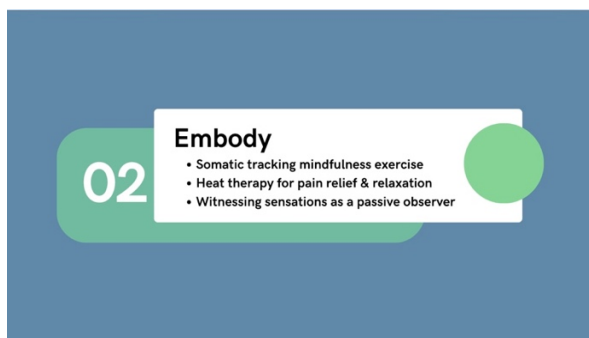 02
Embody
• Somatic tracking mindfulness exercise
• Heat therapy for pain relief & relaxation
• Witnessing sensations as a passive observer